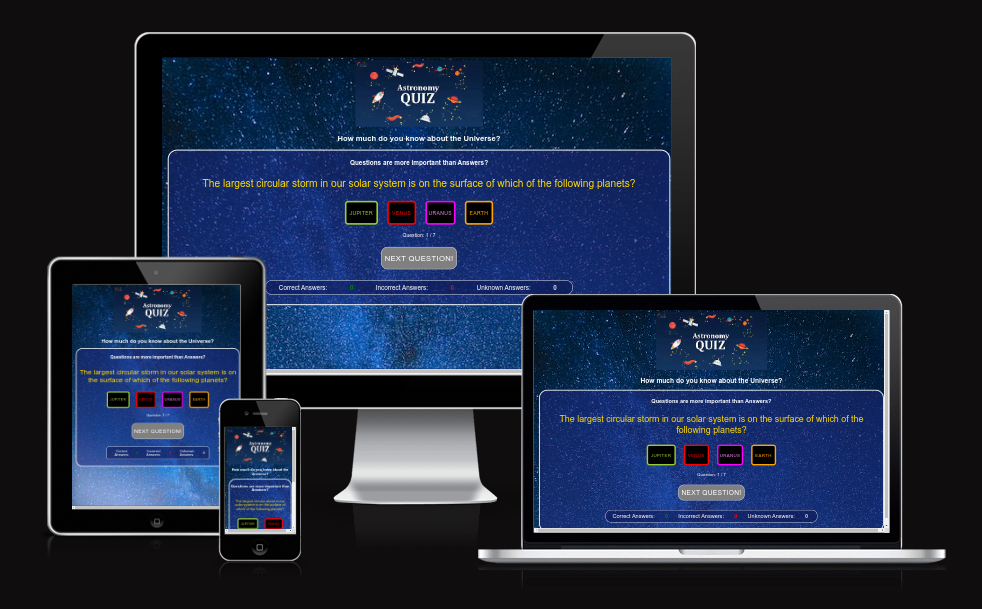 Astronomy
QUIZ
How much do you know about the Universe?
Questions are more important than Answers?
The largest circular storm in our solar system is on the surface of which of the following planets?
JUPITER VENUS URANUS EARTH
Question: 1 / 7
NEXT QUESTION!
Correct Answers: 0 Incorrect Answers: 0 Unknown Answers: 0
Astronomy
QUIZ
How much do you know about the Universe?
Questions are more important than Answers?
The largest circular storm in our solar system is on
the surface of which of the following planets?
JUPITER VENUS URANUS EARTH
Question: 1 / 7
NEXT QUESTION!
Correct Incorrect Unknown 0
Answers: Answers: Answers:
Astronomy
QUIZ
How much do you know about the
Universe?
Questions are more important than
Answers?
The largest circular storm in our
solar system is on the surface of
which of the following planets?
JUPITER VENUS
Astronomy
QUIZ
How much do you know about the Universe?
Questions are more important than Answers?
The largest circular storm in our solar system is on the surface of which of the
following planets?
JUPITER VENUS URANUS EARTH
Question: 1 / 7
NEXT QUESTION!
Correct Answers: 0 Incorrect Answers: 0 Unknown Answers: 0